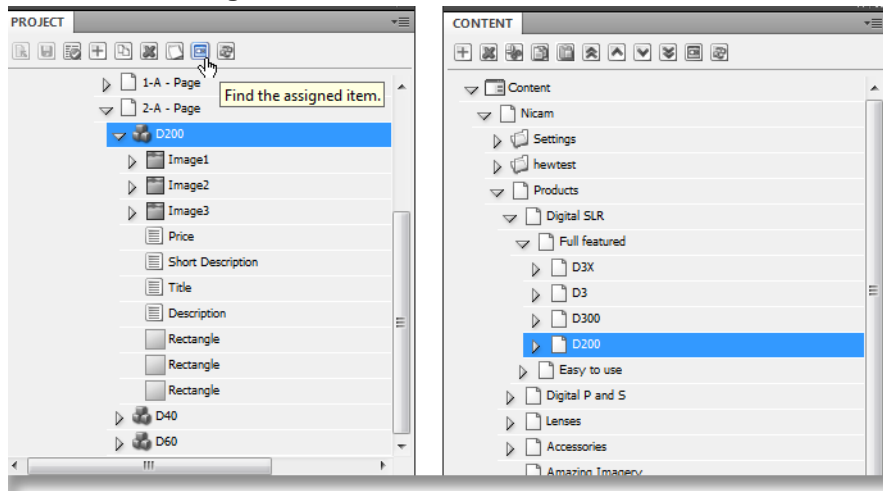 PROJECT
1-A - Page
Find the assigned item.
2-A - Page
D200
Image1
Image2
Image3
Price
Short Description
Title
Description
Rectangle
Rectangle
Rectangle
D40
D60
CONTENT
Content
Nicam
Settings
hewtest
Products
Digital SLR
Full featured
D3X
D3
D300
D200
Easy to use
Digital P and S
Lenses
Accessories
Amazing Imagery